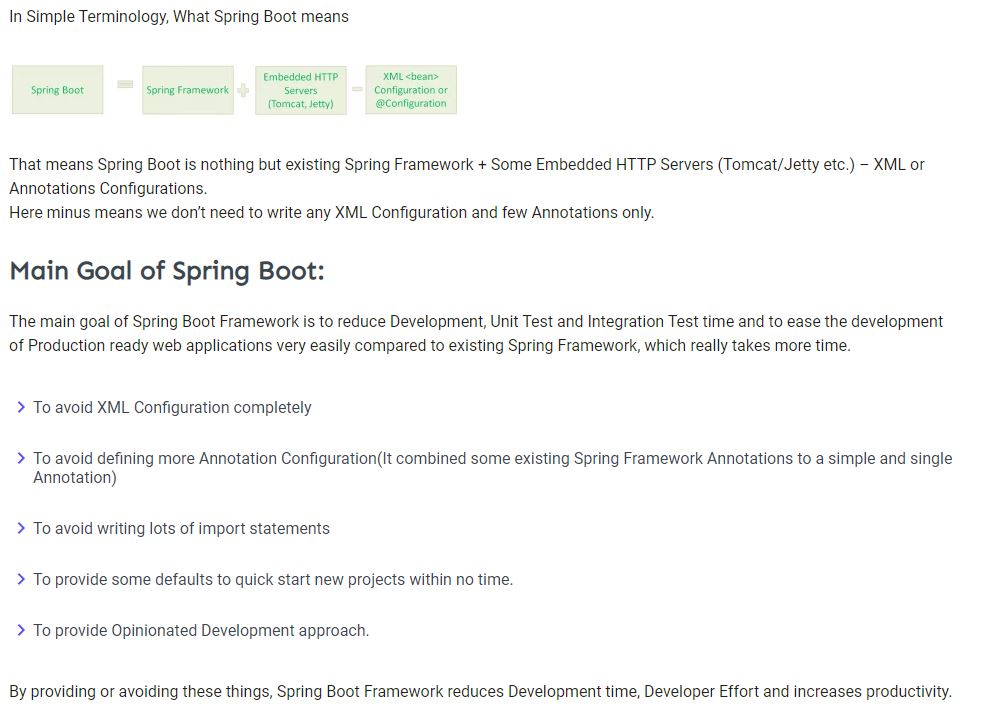 In Simple Terminology, What Spring Boot means
Spring Boot = Spring Framework + Embedded HTTP Servers (Tomcat, Jetty) - XML <bean> Configuration or @Configuration
That means Spring Boot is nothing but existing Spring Framework + Some Embedded HTTP Servers (Tomcat/Jetty etc.) – XML or
Annotations Configurations.
Here minus means we don’t need to write any XML Configuration and few Annotations only.
Main Goal of Spring Boot:
The main goal of Spring Boot Framework is to reduce Development, Unit Test and Integration Test time and to ease the development
of Production ready web applications very easily compared to existing Spring Framework, which really takes more time.
To avoid XML Configuration completely
To avoid defining more Annotation Configuration(It combined some existing Spring Framework Annotations to a simple and single
Annotation)
To avoid writing lots of import statements
To provide some defaults to quick start new projects within no time.
To provide Opinionated Development approach.
By providing or avoiding these things, Spring Boot Framework reduces Development time, Developer Effort and increases productivity.